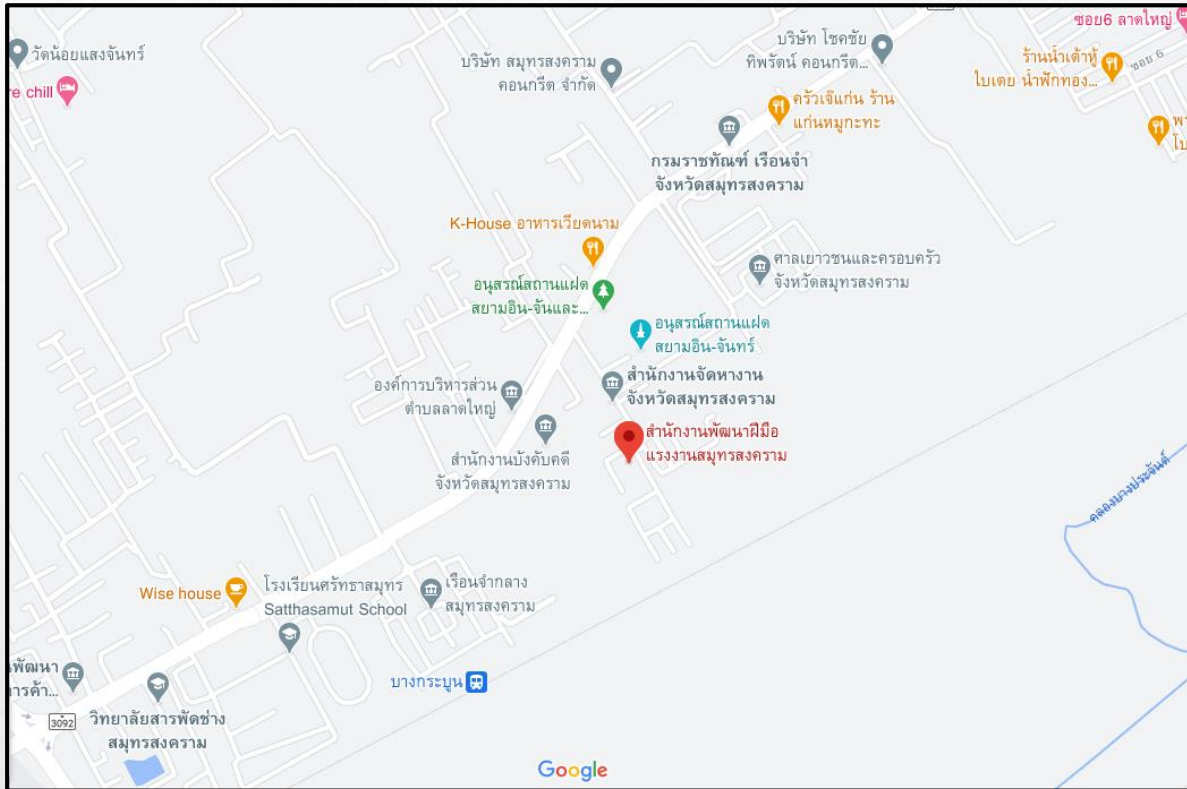 ซอย6 ลาดใหญ่
วัดน้อยแสงจันทร์
บริษัท สมุทรสงคราม
คอนกรีต จำกัด
บริษัท โชคชัย
ทิพรัตน์ คอนกรีต...
ร้านน้ำเต้าหู้
ใบเตย น้ำฟักทอง...
ซอย 6
re chill
ครัวเจ๊แก่น ร้าน
แก่นหมูกะทะ
โบ
กรมราชทัณฑ์ เรือนจำ
จังหวัดสมุทรสงคราม
K-House อาหารเวียดนาม
ศาลเยาวชนและครอบครัว
จังหวัดสมุทรสงคราม
อนุสรณ์สถานแฝด
สยามอิน-จันและ...
อนุสรณ์สถานแฝด
สยามอิน-จันทร์
องค์การบริหารส่วน
ตำบลลาดใหญ่
สำนักงานจัดหางาน
จังหวัดสมุทรสงคราม
สำนักงานพัฒนาฝีมือ
แรงงานสมุทรสงคราม
สำนักงานบังคับคดี
จังหวัดสมุทรสงคราม
คลองบางประจันต์
Wise house
โรงเรียนศรัทธาสมุทร
Satthasamut School
เรือนจำกลาง
สมุทรสงคราม
นพัฒนา
ารค้า...
บางกระบูน
3092
วิทยาลัยสารพัดช่าง
สมุทรสงคราม
Google